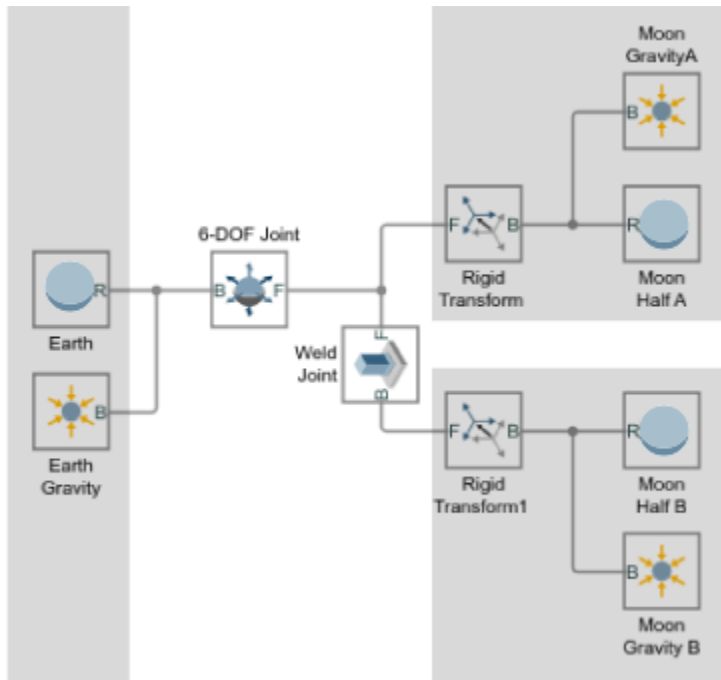 Moon
GravityA
B
F
B
R
6-DOF Joint
Rigid
Transform
Moon
Half A
R
B
F
Earth
Weld
Joint
F
B
B
Earth
Gravity
F
B
R
Rigid
Transform1
Moon
Half B
B
Moon
Gravity B